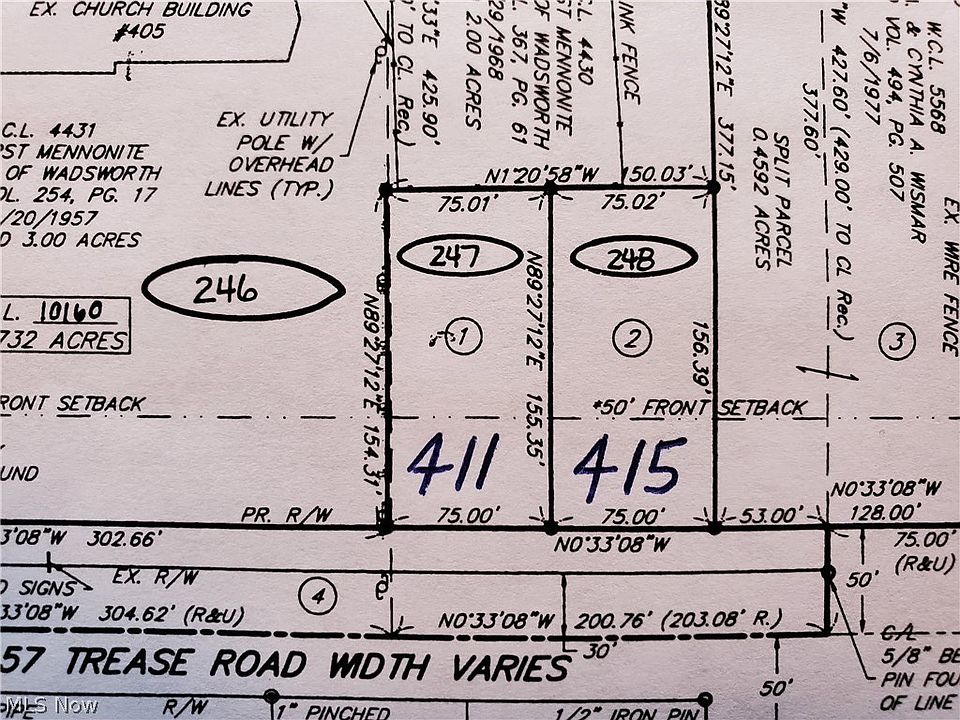 EX. CHURCH BUILDING
#405
EX. UTILITY
POLE W/
OVERHEAD
LINES (TYP.)
C.L. 4431
ST MENNONITE
OF WADSWORTH
OL. 254, PG. 17
/20/1957
D 3.00 ACRES
246
L. 10160
732 ACRES
RONT SETBACK
UND
33"E 425.90'
TO CL Rec.)
2.00 ACRES
29/1968
L. 367, PG. 61
OF WADSWORTH
ST MENNONITE
C.L. 4430
INK FENCE
99°27'12"E 377.15'
SPLIT PARCEL
0.4592 ACRES
377.60'
"W 427.60' (429.00' TO CL Rec.)
7/6/1977
VOL. 494, PG. 507
& CYNTHIA A. WISMAR
W.C.L. 5568
EX. WIRE FENCE
N1°20'58"W 150.03'
75.01'
75.02'
247
248
1
2
3
N89°27'12"E 154.31'
N89°27'12"E 155.35'
156.39'
*50' FRONT SETBACK
411
415
PR. R/W
75.00'
75.00'
53.00'
N0°33'08"W
128.00'
N0°33'08"W
3'08"W 302.66'
75.00'
(R&U)
50'
EX. R/W
D SIGNS
4
33'08"W 304.62' (R&U)
N0°33'08"W 200.76' (203.08' R.)
30'
C/L
5/8" BE
PIN FOU
OF LINE
57 TREASE ROAD WIDTH VARIES
50'
MLS Now
PIPE
R/W
1" PINCHED
1/2" IRON PIN